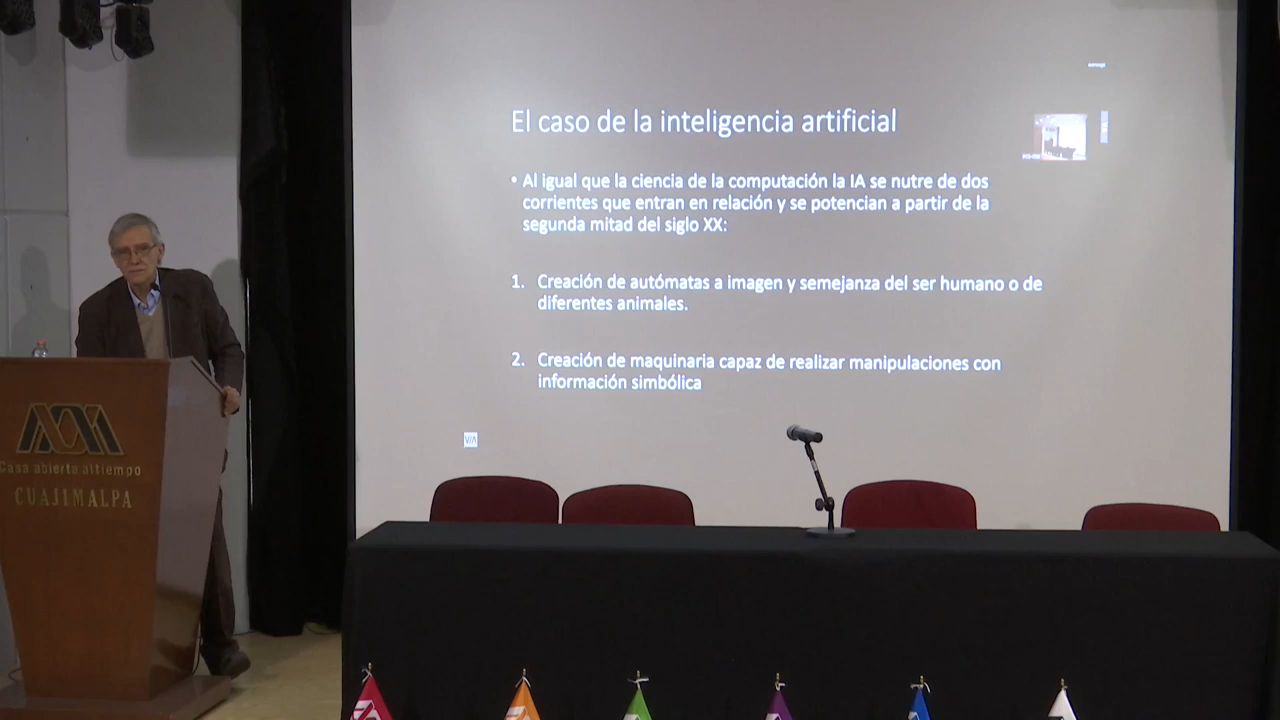 El caso de la inteligencia artificial
• Al igual que la ciencia de la computación la IA se nutre de dos
corrientes que entran en relación y se potencian a partir de la
segunda mitad del siglo XX:
1. Creación de autómatas a imagen y semejanza del ser humano o de
diferentes animales.
2. Creación de maquinaria capaz de realizar manipulaciones con
información simbólica
Casa abierta al tiempo
CUAJIMALPA